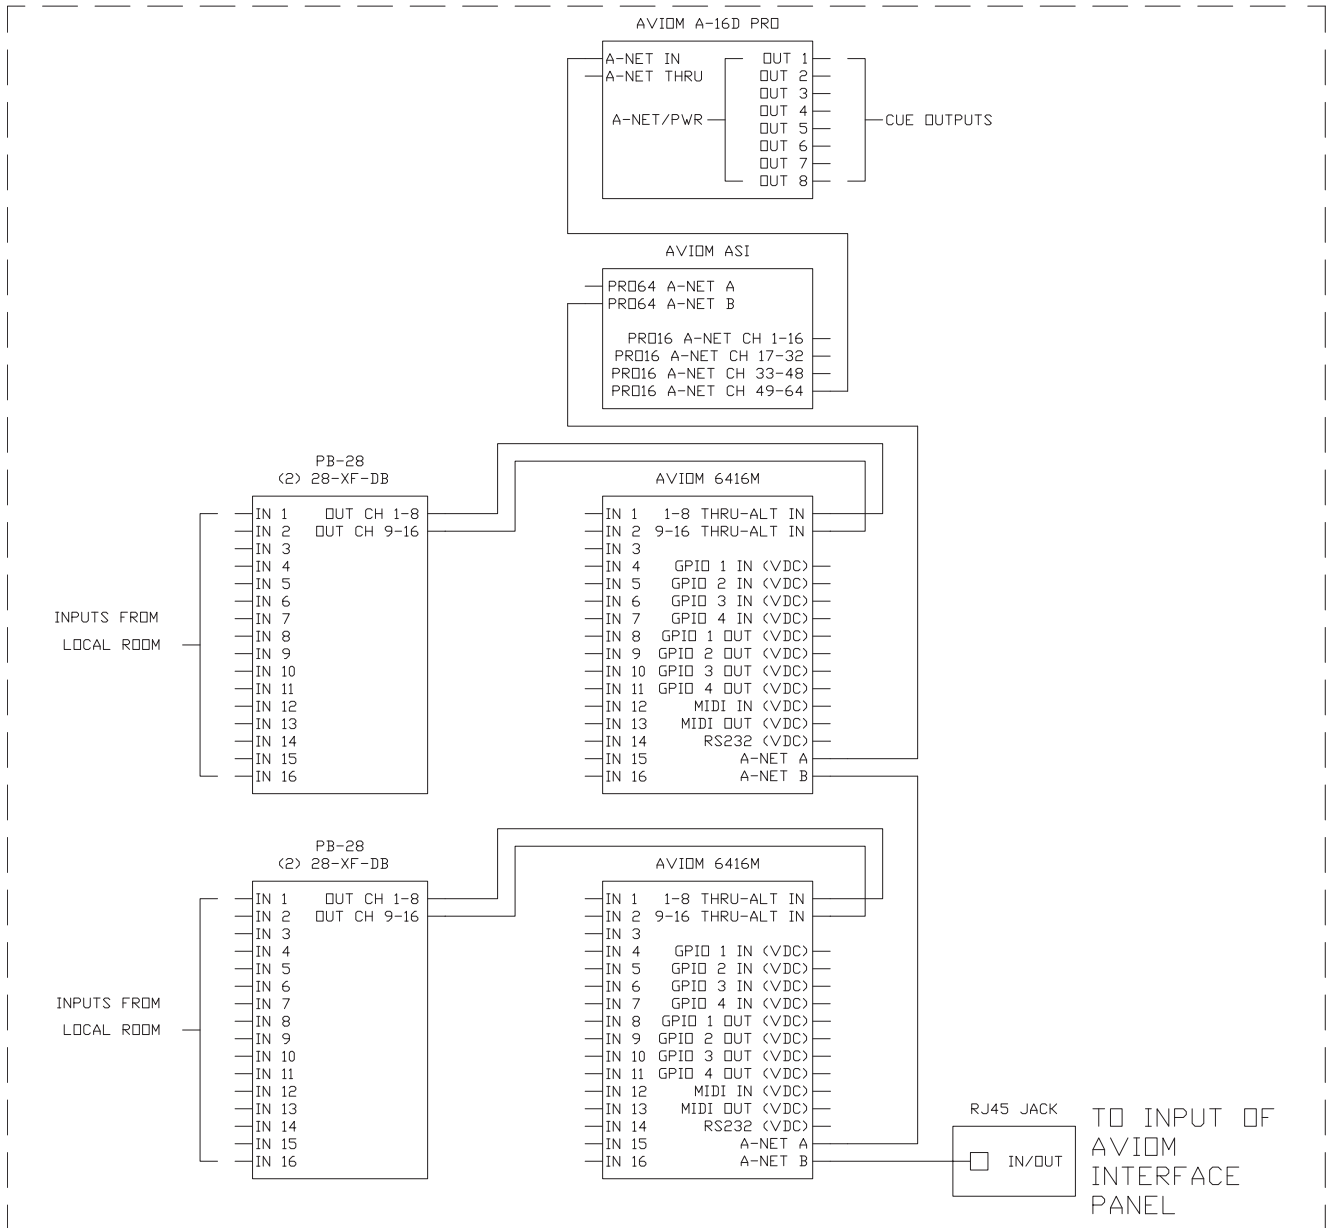 AVIOM A-16D PRO
A-NET IN OUT 1
A-NET THRU OUT 2
OUT 3
OUT 4
A-NET/PWR CUE OUTPUTS
OUT 5
OUT 6
OUT 7
OUT 8
AVIOM ASI
PRO64 A-NET A
PRO64 A-NET B
PRO16 A-NET CH 1-16
PRO16 A-NET CH 17-32
PRO16 A-NET CH 33-48
PRO16 A-NET CH 49-64
PB-28
(2) 28-XF-DB
IN 1 OUT CH 1-8
IN 2 OUT CH 9-16
IN 3
IN 4
IN 5
IN 6
IN 7
IN 8
IN 9
IN 10
IN 11
IN 12
IN 13
IN 14
IN 15
IN 16
INPUTS FROM
LOCAL ROOM
AVIOM 6416M
IN 1 1-8 THRU-ALT IN
IN 2 9-16 THRU-ALT IN
IN 3
IN 4 GPIO 1 IN (VDC)
IN 5 GPIO 2 IN (VDC)
IN 6 GPIO 3 IN (VDC)
IN 7 GPIO 4 IN (VDC)
IN 8 GPIO 1 OUT (VDC)
IN 9 GPIO 2 OUT (VDC)
IN 10 GPIO 3 OUT (VDC)
IN 11 GPIO 4 OUT (VDC)
IN 12 MIDI IN (VDC)
IN 13 MIDI OUT (VDC)
IN 14 RS232 (VDC)
IN 15 A-NET A
IN 16 A-NET B
PB-28
(2) 28-XF-DB
IN 1 OUT CH 1-8
IN 2 OUT CH 9-16
IN 3
IN 4
IN 5
IN 6
IN 7
IN 8
IN 9
IN 10
IN 11
IN 12
IN 13
IN 14
IN 15
IN 16
INPUTS FROM
LOCAL ROOM
AVIOM 6416M
IN 1 1-8 THRU-ALT IN
IN 2 9-16 THRU-ALT IN
IN 3
IN 4 GPIO 1 IN (VDC)
IN 5 GPIO 2 IN (VDC)
IN 6 GPIO 3 IN (VDC)
IN 7 GPIO 4 IN (VDC)
IN 8 GPIO 1 OUT (VDC)
IN 9 GPIO 2 OUT (VDC)
IN 10 GPIO 3 OUT (VDC)
IN 11 GPIO 4 OUT (VDC)
IN 12 MIDI IN (VDC)
IN 13 MIDI OUT (VDC)
IN 14 RS232 (VDC)
IN 15 A-NET A
IN 16 A-NET B
RJ45 JACK
IN/OUT
TO INPUT OF
AVIOM
INTERFACE
PANEL